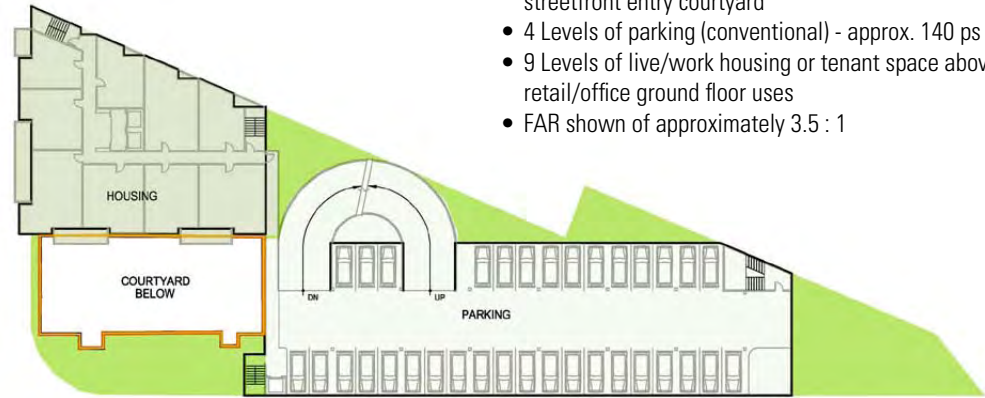 streetfront entry courtyard
• 4 Levels of parking (conventional) - approx. 140 ps
• 9 Levels of live/work housing or tenant space abov
retail/office ground floor uses
• FAR shown of approximately 3.5 : 1
HOUSING
COURTYARD
BELOW
DN
UP
PARKING